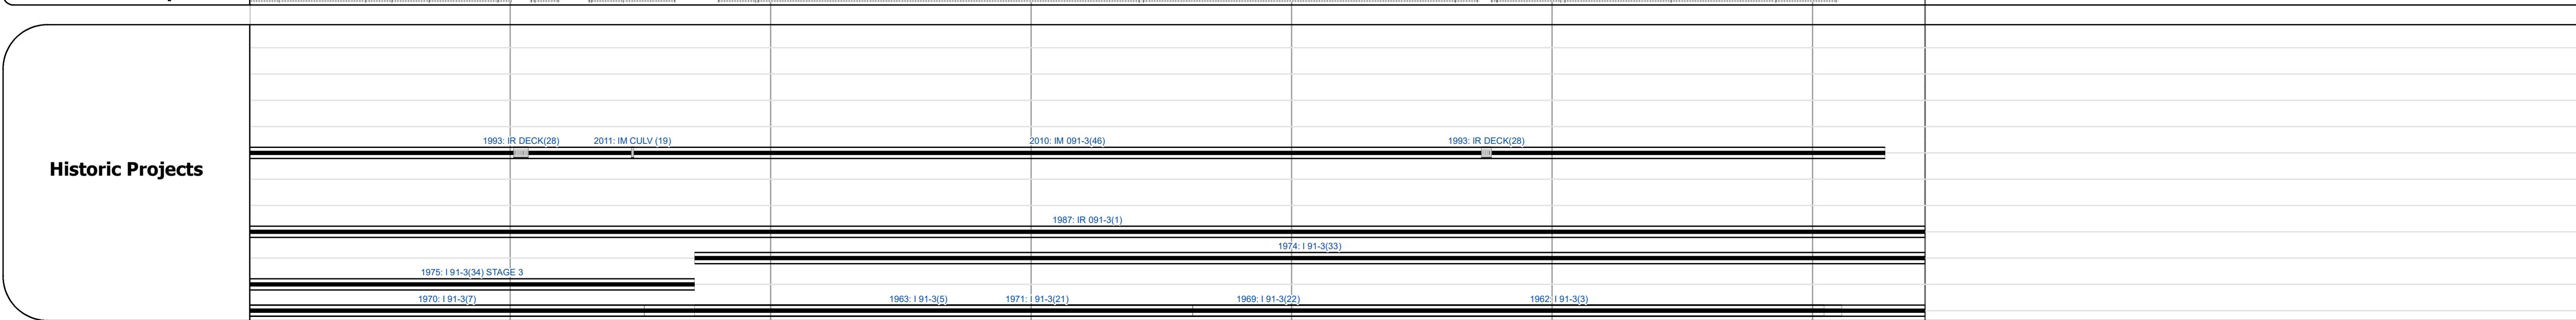 Historic Projects
1993: IR DECK(28)
2011: IM CULV (19)
2010: IM 091-3(46)
1993: IR DECK(28)
1987: IR 091-3(1)
1974: I 91-3(33)
1975: I 91-3(34) STAGE 3
1970: I 91-3(7)
1963: I 91-3(5)
1971: I 91-3(21)
1969: I 91-3(22)
1962: I 91-3(3)